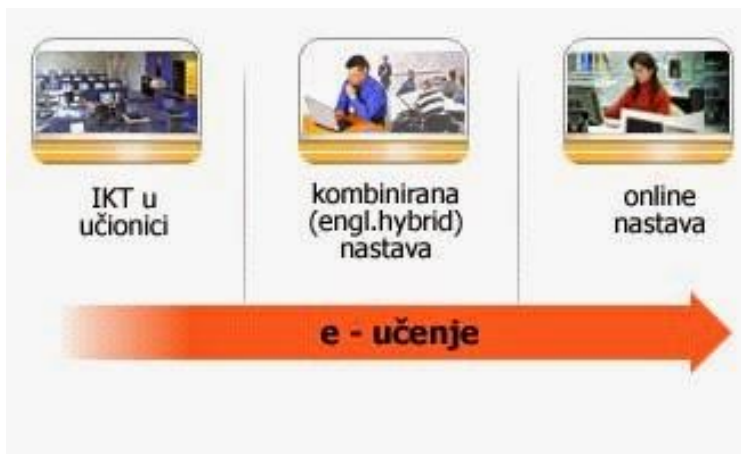 IKT u
učionici
kombinirana
(engl.hybrid)
nastava
online
nastava
e - učenje